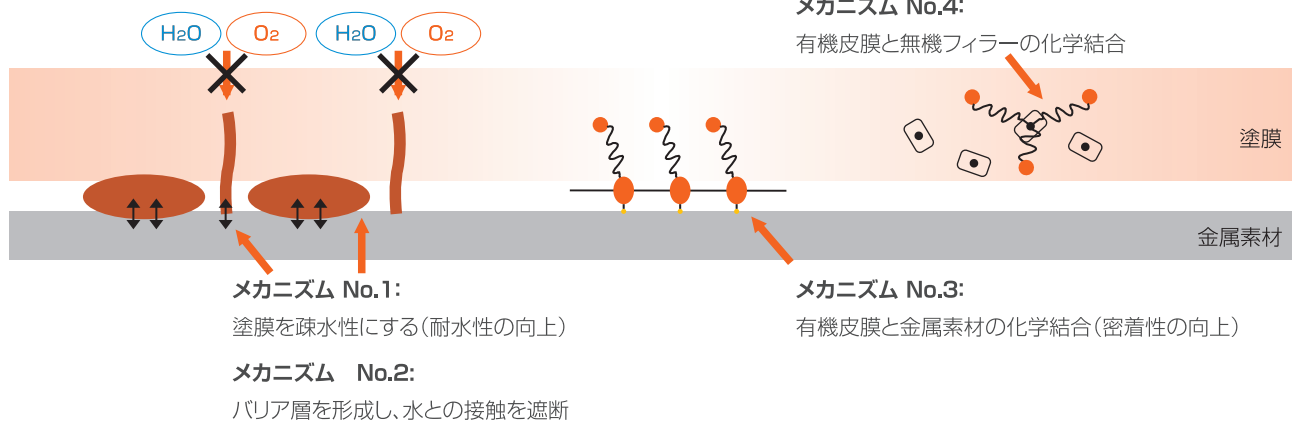 メカニズム No.4:
有機皮膜と無機フィラーの化学結合
H2O O2 H2O O2
塗膜
金属素材
メカニズム No.1:
塗膜を疎水性にする（耐水性の向上）
メカニズム　No.2:
バリア層を形成し、水との接触を遮断
メカニズム No.3:
有機皮膜と金属素材の化学結合（密着性の向上）